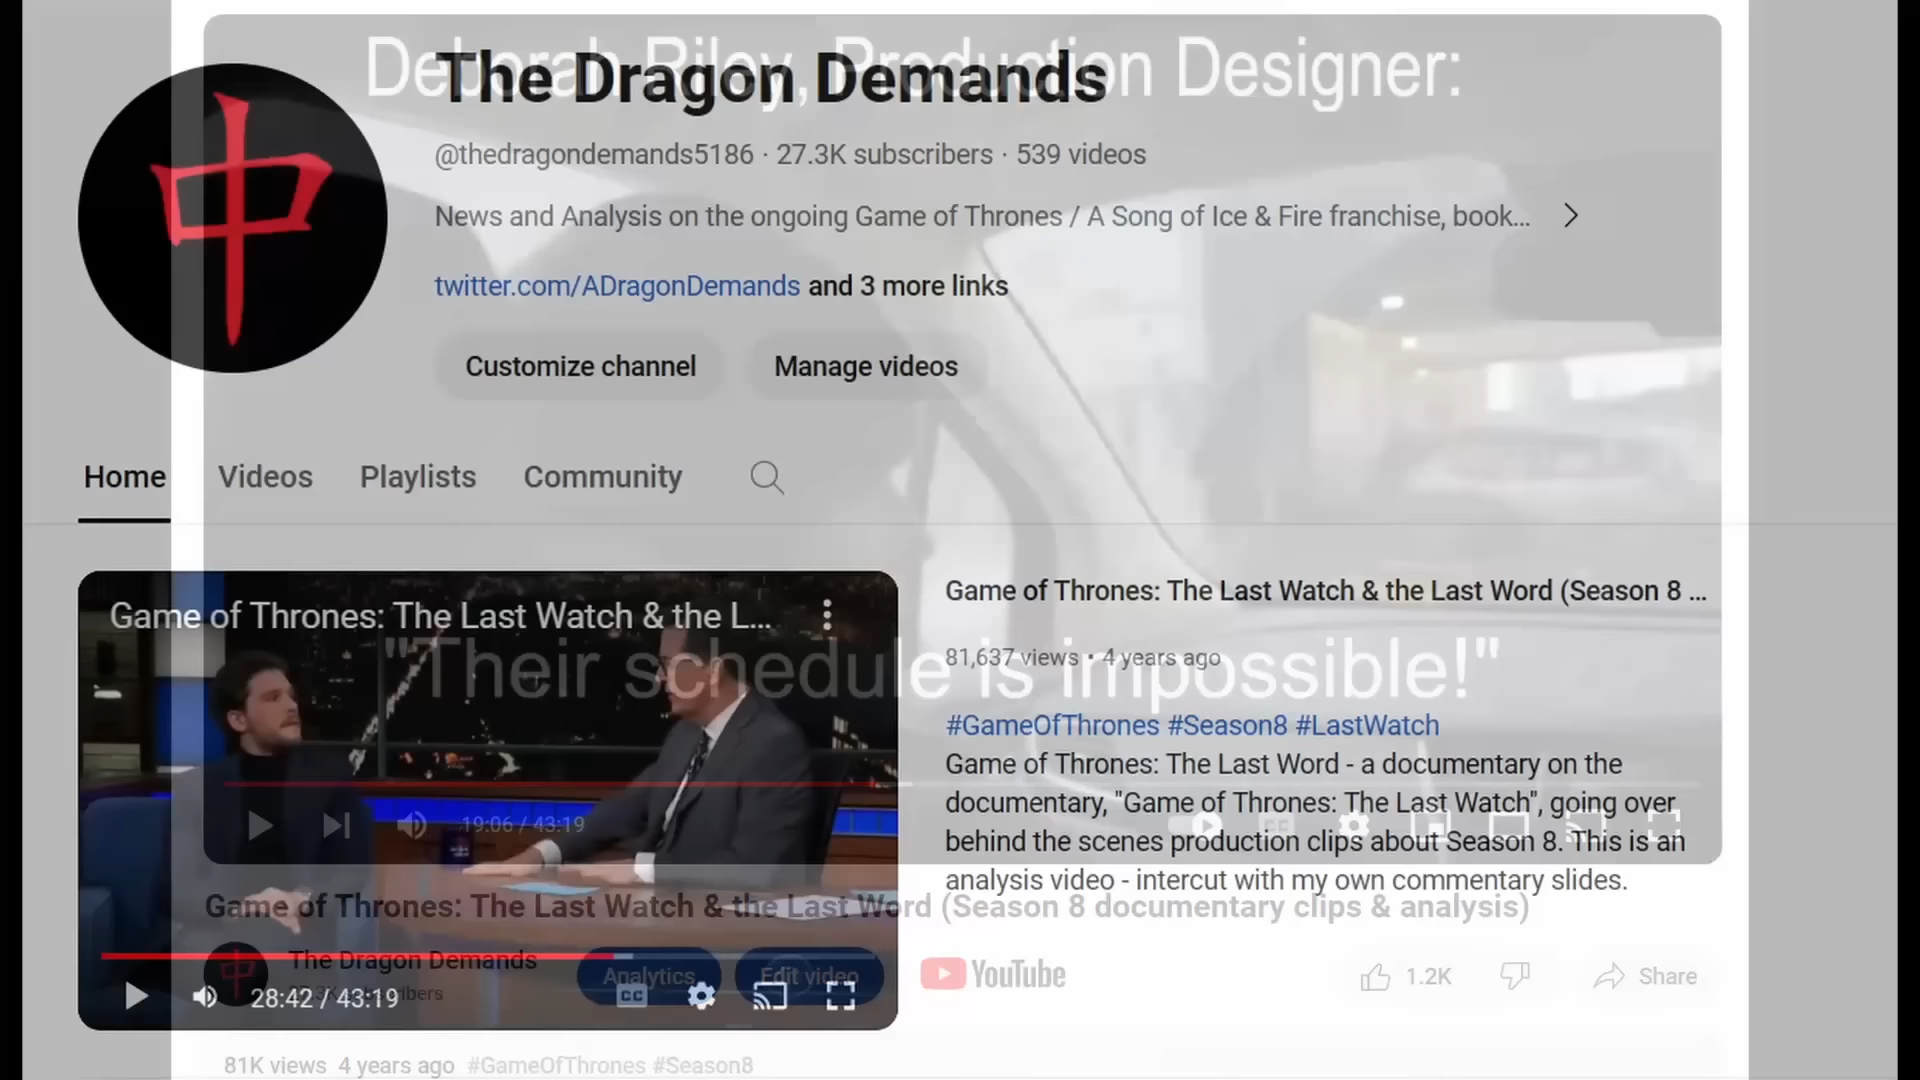 Deborah Riley, Production Designer:
The Dragon Demands
中
@thedragondemands5186 · 27.3K subscribers · 539 videos
News and Analysis on the ongoing Game of Thrones / A Song of Ice & Fire franchise, book...
twitter.com/ADragonDemands and 3 more links
Customize channel
Manage videos
Home
Videos
Playlists
Community
Game of Thrones: The Last Watch & the L...
Game of Thrones: The Last Watch & the Last Word (Season 8 ...
"Their schedule is impossible!"
81,637 views • 4 years ago
#GameOfThrones #Season8 #LastWatch
Game of Thrones: The Last Word - a documentary on the
documentary, "Game of Thrones: The Last Watch", going over
behind the scenes production clips about Season 8. This is an
analysis video - intercut with my own commentary slides.
19:06 / 43:19
CC
Game of Thrones: The Last Watch & the Last Word (Season 8 documentary clips & analysis)
中
The Dragon Demands
Analytics
Edit video
YouTube
1.2K
Share
28:42 / 43:19
CC
81K views 4 years ago #GameOfThrones #Season8